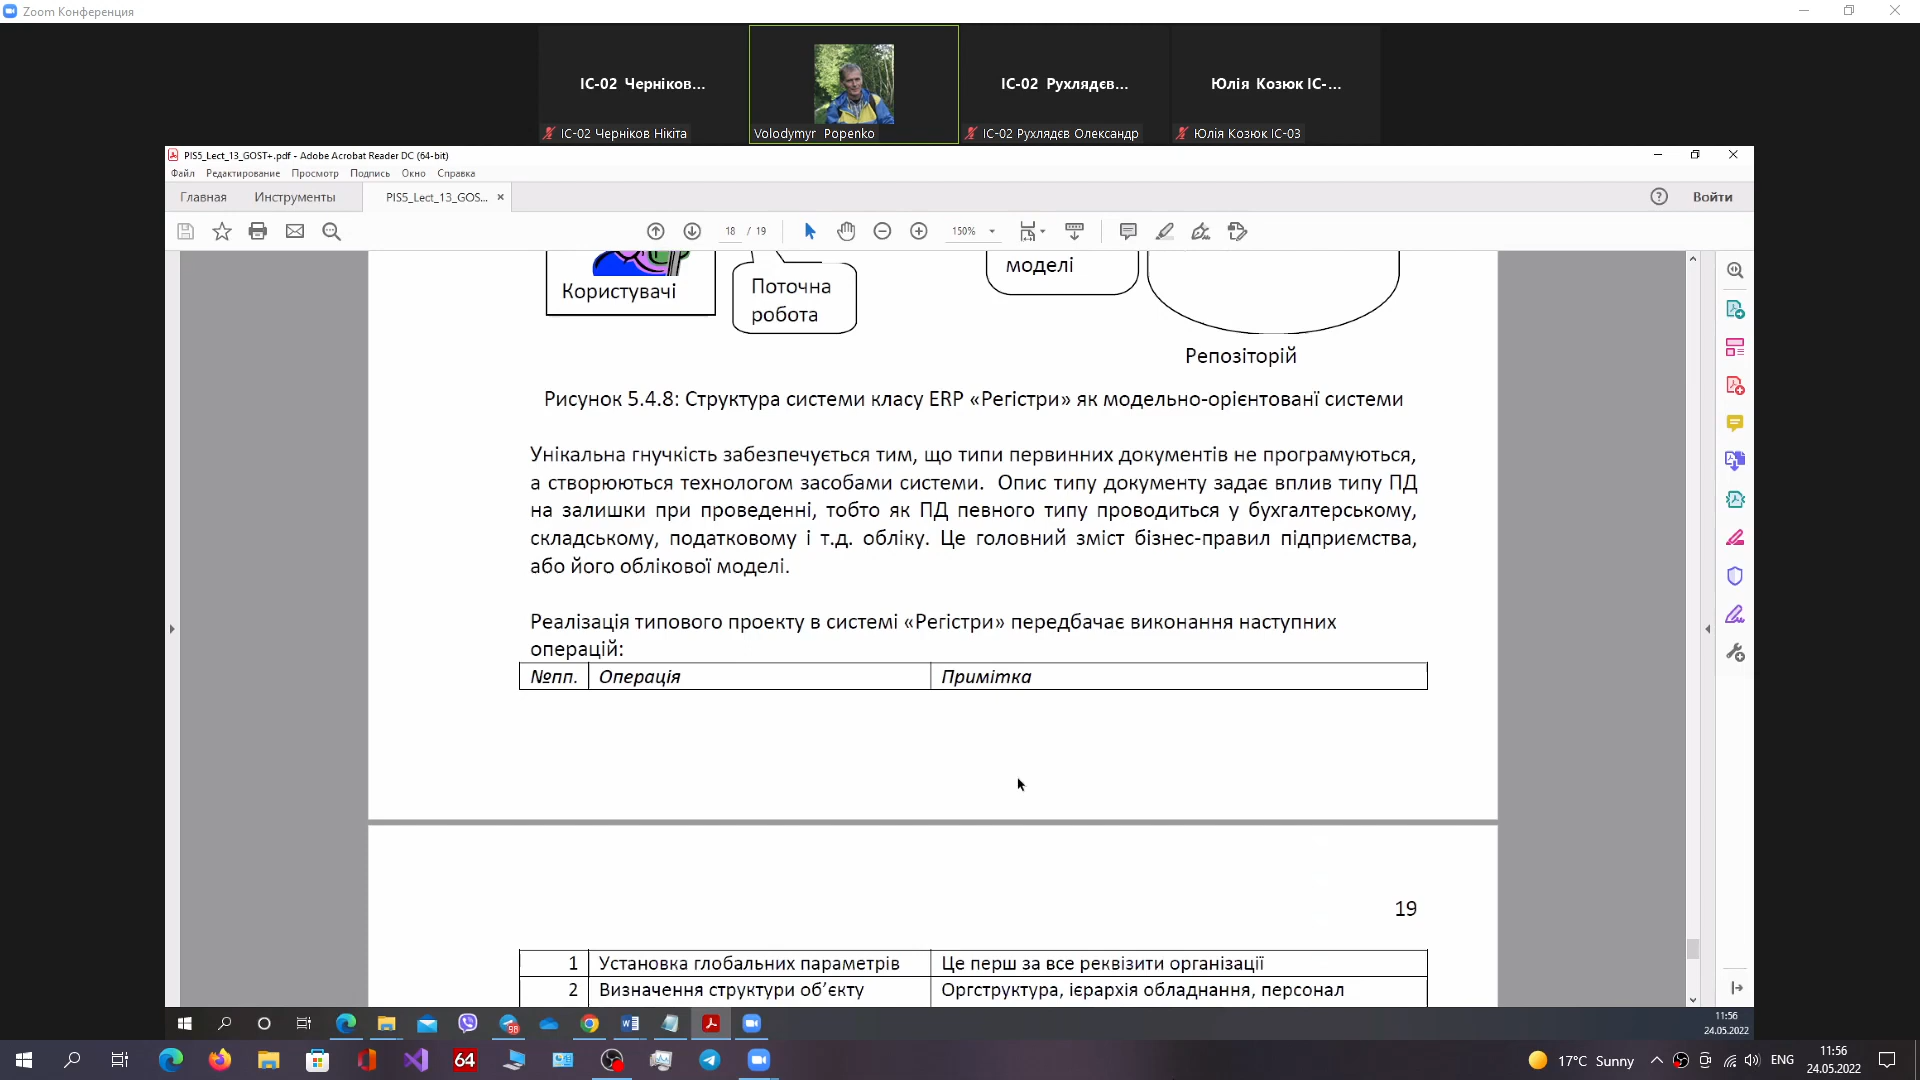 Zoom Конференция
ІС-02 Черніков...
ІС-02 Рухлядєв...
Юлія Козюк ІС-...
ІС-02 Черніков Нікіта
Volodymyr Popenko
ІС-02 Рухлядєв Олександр
Юлія Козюк ІС-03
PIS5_Lect_13_GOST+.pdf - Adobe Acrobat Reader DC (64-bit)
Файл Редактирование Просмотр Подпись Окно Справка
Главная Инструменты PIS5_Lect_13_GOS... Войти
18 / 19 150%
Користувачі
Поточна
робота
моделі
Репозіторій
Рисунок 5.4.8: Структура системи класу ERP «Регістри» як модельно-орієнтованї системи
Унікальна гнучкість забезпечується тим, що типи первинних документів не програмуються,
а створюються технологом засобами системи. Опис типу документу задає вплив типу ПД
на залишки при проведенні, тобто як ПД певного типу проводиться у бухгалтерському,
складському, податковому і т.д. обліку. Це головний зміст бізнес-правил підприємства,
або його облікової моделі.
Реалізація типового проекту в системі «Регістри» передбачає виконання наступних
операцій:
№пп. Операція Примітка
19
1 Установка глобальних параметрів Це перш за все реквізити організації
2 Визначення структури об’єкту Оргструктура, ієрархія обладнання, персонал
98
11:56
24.05.2022
64
17°C Sunny
ENG
11:56
24.05.2022